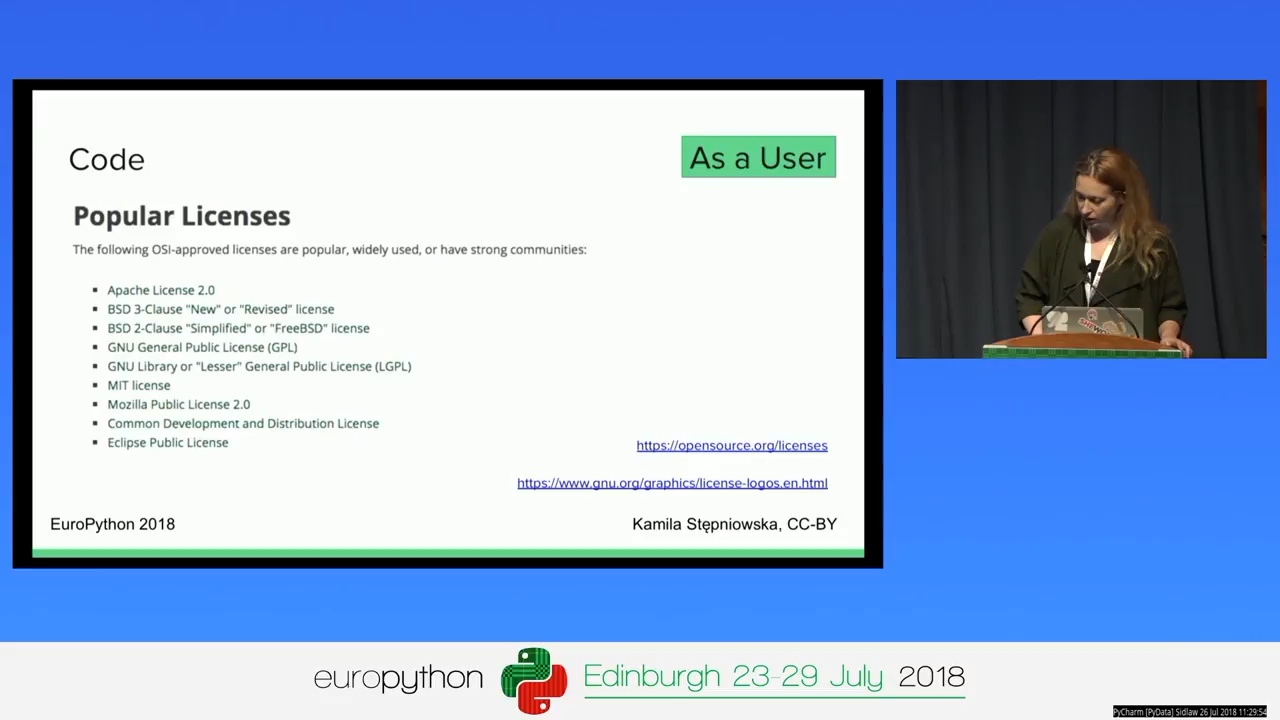 Code
As a User
Popular Licenses
The following OSI-approved licenses are popular, widely used, or have strong communities:
Apache License 2.0
BSD 3-Clause "New" or "Revised" license
BSD 2-Clause "Simplified" or "FreeBSD" license
GNU General Public License (GPL)
GNU Library or "Lesser" General Public License (LGPL)
MIT license
Mozilla Public License 2.0
Common Development and Distribution License
Eclipse Public License
https://opensource.org/licenses
https://www.gnu.org/graphics/license-logos.en.html
EuroPython 2018
Kamila Stępniowska, CC-BY
europython
Edinburgh 23-29 July 2018
PyCharm [PyData] Sidlaw 26 Jul 2018 11:29:54